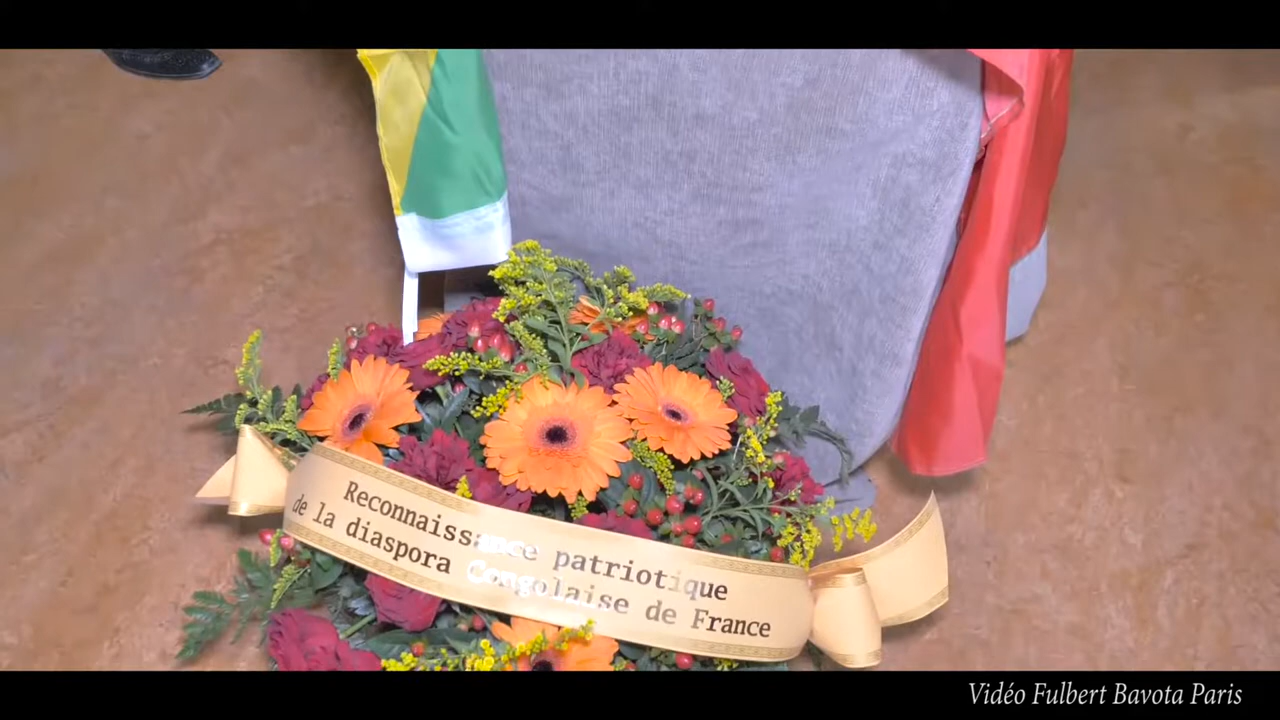 Reconnaissance patriotique
de la diaspora Congolaise de France
Vidéo Fulbert Bavota Paris